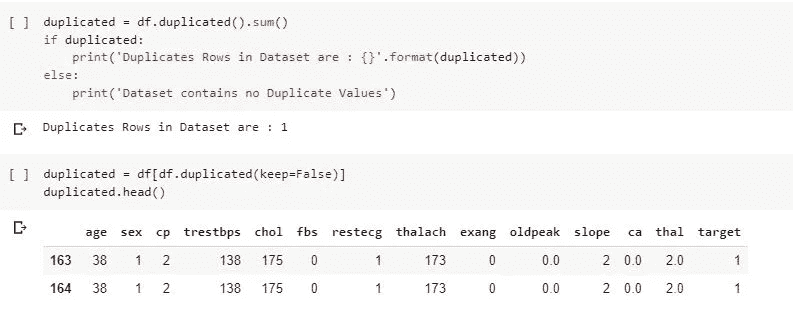 [ ] duplicated = df.duplicated().sum()
if duplicated:
    print('Duplicates Rows in Dataset are : {}'.format(duplicated))
else:
    print('Dataset contains no Duplicate Values')
Duplicates Rows in Dataset are : 1
[ ] duplicated = df[df.duplicated(keep=False)]
duplicated.head()
age sex cp trestbps chol fbs restecg thalach exang oldpeak slope ca thal target
163 38 1 2 138 175 0 1 173 0 0.0 2 0.0 2.0 1
164 38 1 2 138 175 0 1 173 0 0.0 2 0.0 2.0 1